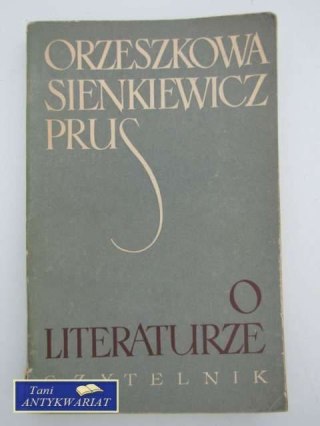 ORZESZKOWA
SIENKIEWICZ
PRUS
O
LITERATURZE
CZYTELNIK
Tani
ANTYKWARIAT